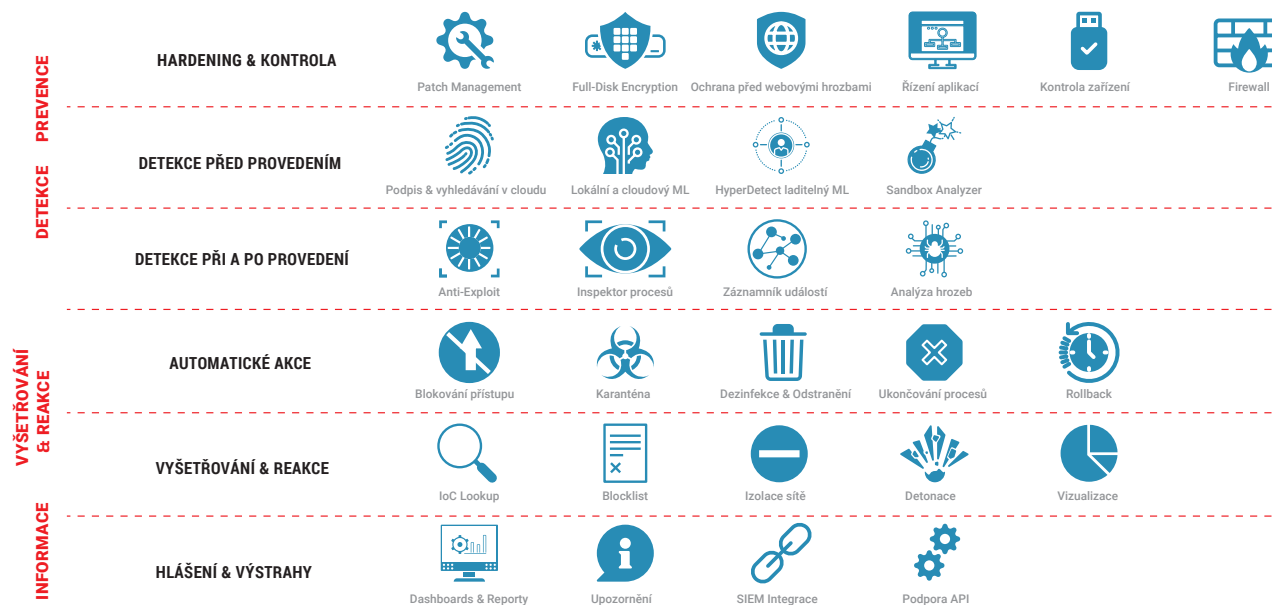 PREVENCE
HARDENING & KONTROLA
Patch Management
Full-Disk Encryption
Ochrana před webovými hrozbami
Řízení aplikací
Kontrola zařízení
Firewall
DETEKCE
DETEKCE PŘED PROVEDENÍM
Podpis & vyhledávání v cloudu
Lokální a cloudový ML
HyperDetect laditelný ML
Sandbox Analyzer
DETEKCE PŘI A PO PROVEDENÍ
Anti-Exploit
Inspektor procesů
Záznamník událostí
Analýza hrozeb
VYŠETŘOVÁNÍ
& REAKCE
AUTOMATICKÉ AKCE
Blokování přístupu
Karanténa
Dezinfekce & Odstranění
Ukončování procesů
Rollback
VYŠETŘOVÁNÍ & REAKCE
IoC Lookup
Blocklist
Izolace sítě
Detonace
Vizualizace
INFORMACE
HLÁŠENÍ & VÝSTRAHY
Dashboards & Reporty
Upozornění
SIEM Integrace
Podpora API